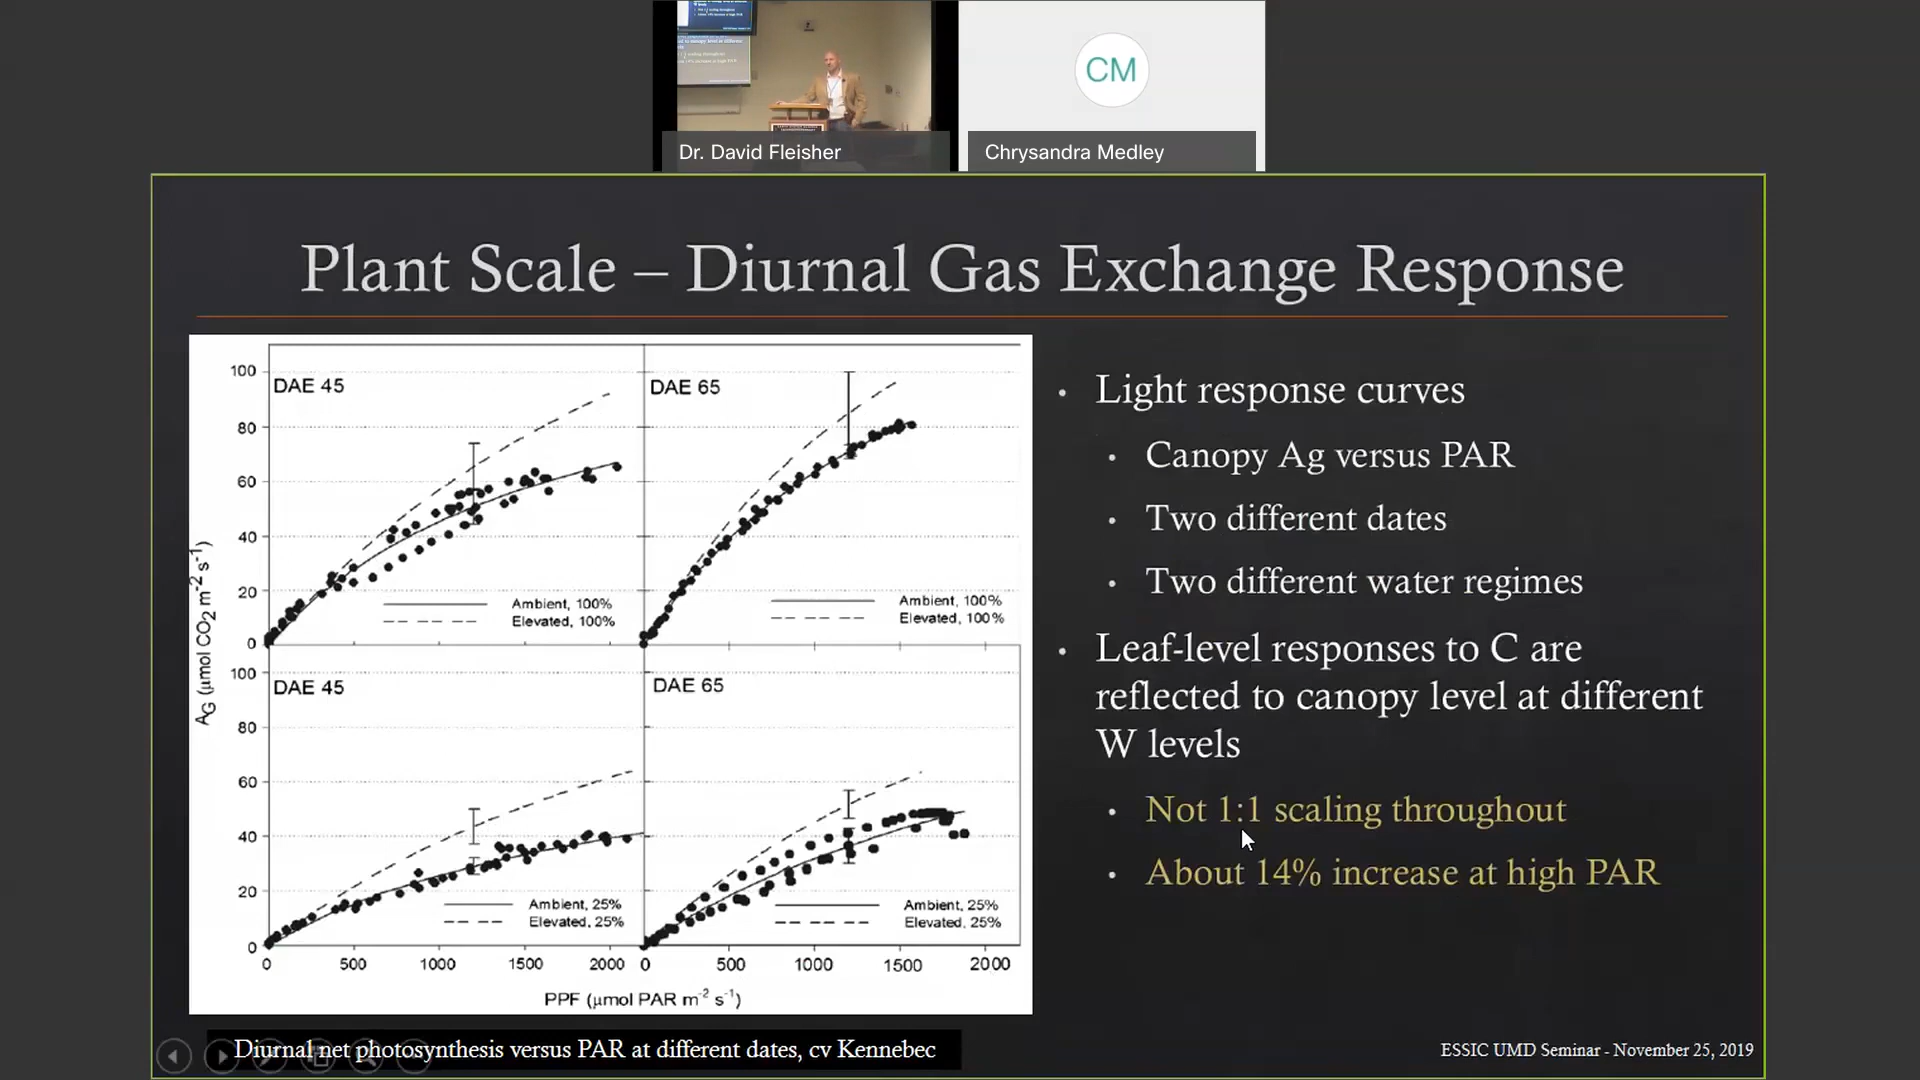 Dr. David Fleisher
CM
Chrysandra Medley
Plant Scale – Diurnal Gas Exchange Response
DAE 45
DAE 65
100
80
60
40
20
0
Ambient, 100%
Elevated, 100%
Ambient, 100%
Elevated, 100%
DAE 45
DAE 65
100
80
60
40
20
0
Ambient, 25%
Elevated, 25%
Ambient, 25%
Elevated, 25%
0 500 1000 1500 2000 0 500 1000 1500 2000
AG (μmol CO2 m-2 s-1)
PPF (μmol PAR m-2 s-1)
• Light response curves
• Canopy Ag versus PAR
• Two different dates
• Two different water regimes
• Leaf-level responses to C are
reflected to canopy level at different
W levels
• Not 1:1 scaling throughout
• About 14% increase at high PAR
Diurnal net photosynthesis versus PAR at different dates, cv Kennebec
ESSIC UMD Seminar - November 25, 2019